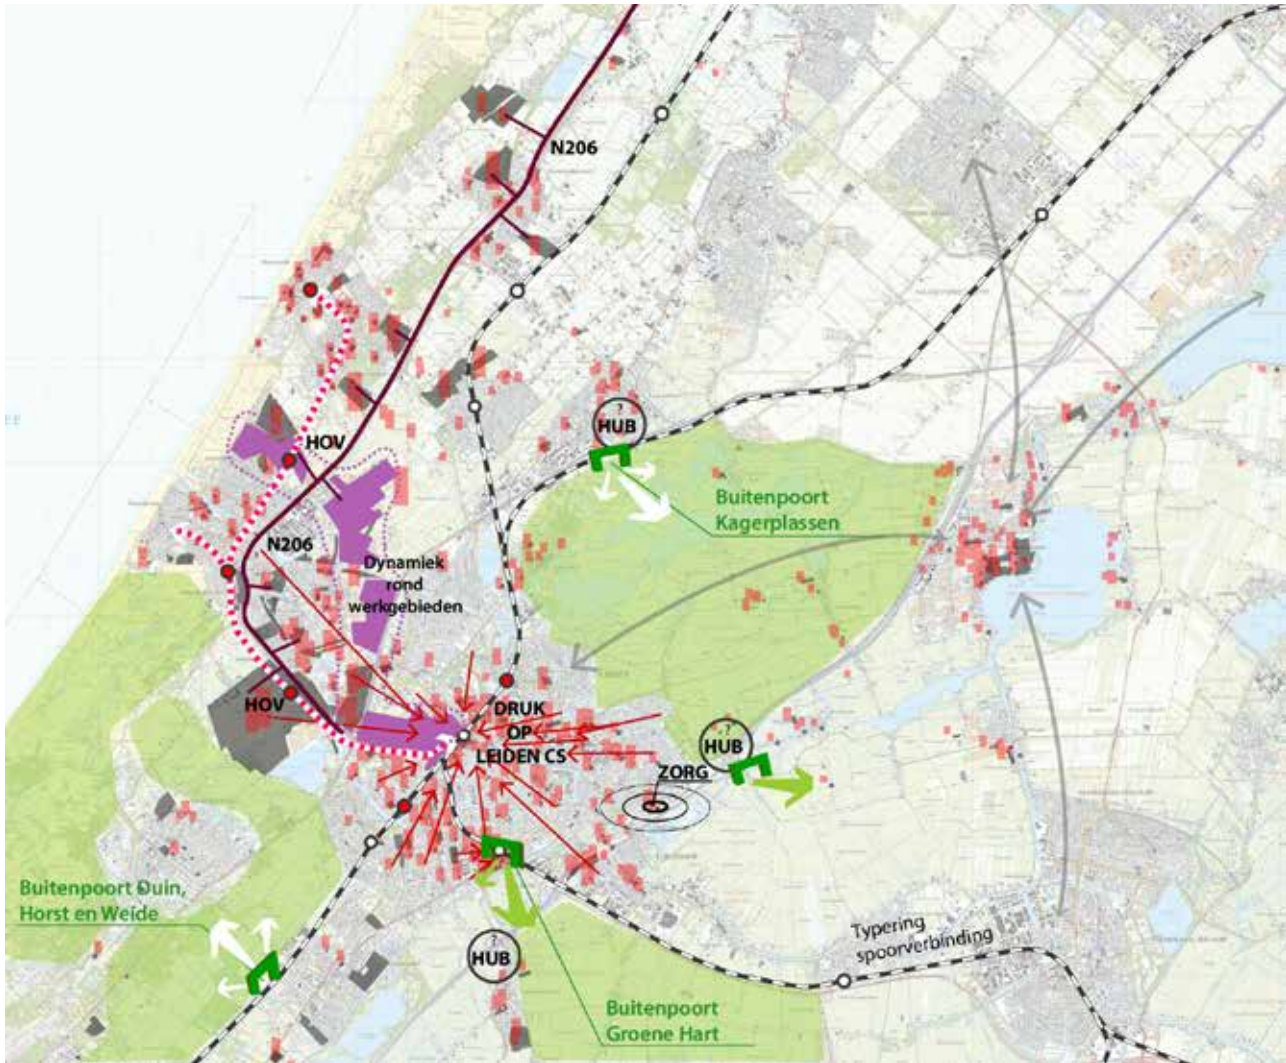 N206
?
HUB
HOV
Buitenpoort
Kagerplassen
N206
Dynamiek
rond
werkgebieden
HOV
DRUK
OP
LEIDEN CS
?
HUB
ZORG
Buitenpoort Duin,
Horst en Weide
?
HUB
Typering
spoorverbinding
Buitenpoort
Groene Hart